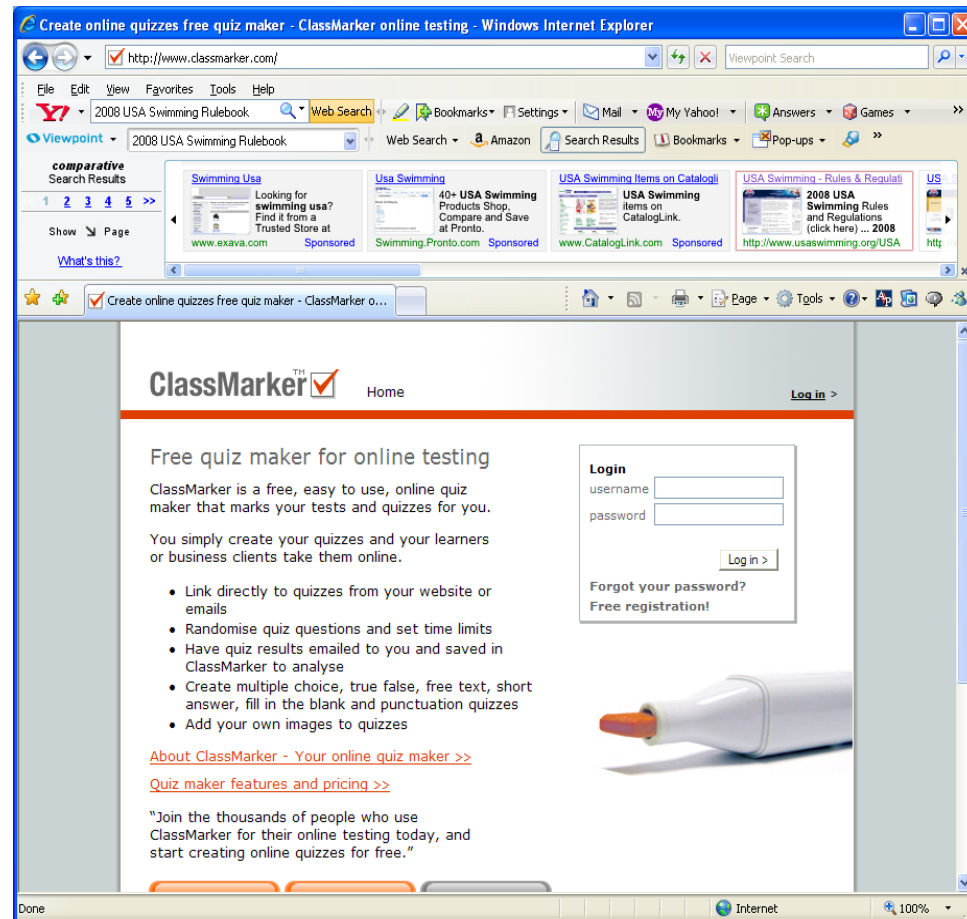 Create online quizzes free quiz maker - ClassMarker online testing - Windows Internet Explorer
http://www.classmarker.com/
Viewpoint Search
File Edit View Favorites Tools Help
Y! 2008 USA Swimming Rulebook Web Search Bookmarks Settings Mail My Yahoo! Answers Games >>
Viewpoint 2008 USA Swimming Rulebook Web Search Amazon Search Results Bookmarks Pop-ups >>
comparative
Search Results
<< 1 2 3 4 5 >>
Show Page
What's this?
Swimming Usa
Looking for
swimming usa?
Find it from a
Trusted Store at
www.exava.com Sponsored
Usa Swimming
40+ USA Swimming
Products Shop,
Compare and Save
at Pronto.
Swimming.Pronto.com Sponsored
USA Swimming Items on Catalogli
USA Swimming
items on
CatalogLink.
www.CatalogLink.com Sponsored
USA Swimming - Rules & Regulati
2008 USA
Swimming Rules
and Regulations
(click here) ... 2008
http://www.usaswimming.org/USA
US
http
Create online quizzes free quiz maker - ClassMarker o...
Page Tools
ClassMarker™ Home
Log in >
Free quiz maker for online testing
ClassMarker is a free, easy to use, online quiz
maker that marks your tests and quizzes for you.
You simply create your quizzes and your learners
or business clients take them online.
• Link directly to quizzes from your website or
emails
• Randomise quiz questions and set time limits
• Have quiz results emailed to you and saved in
ClassMarker to analyse
• Create multiple choice, true false, free text, short
answer, fill in the blank and punctuation quizzes
• Add your own images to quizzes
About ClassMarker - Your online quiz maker >>
Quiz maker features and pricing >>
“Join the thousands of people who use
ClassMarker for their online testing today, and
start creating online quizzes for free.”
Login
username
password
Log in >
Forgot your password?
Free registration!
Done Internet 100%